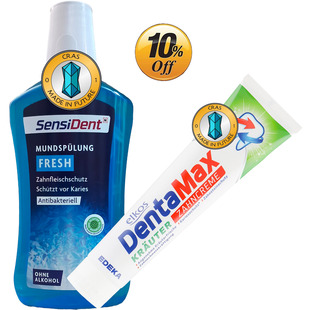 10%
Off
CRAS
MADE IN FUTURE
SensiDent
MUNDSPÜLUNG
FRESH
Zahnfleischschutz
Schützt vor Karies
Antibakteriell
OHNE
ALKOHOL
CRAS
MADE IN FUTURE
elkos
DentaMax
KRÄUTER
ZAHNCREME
EDEKA